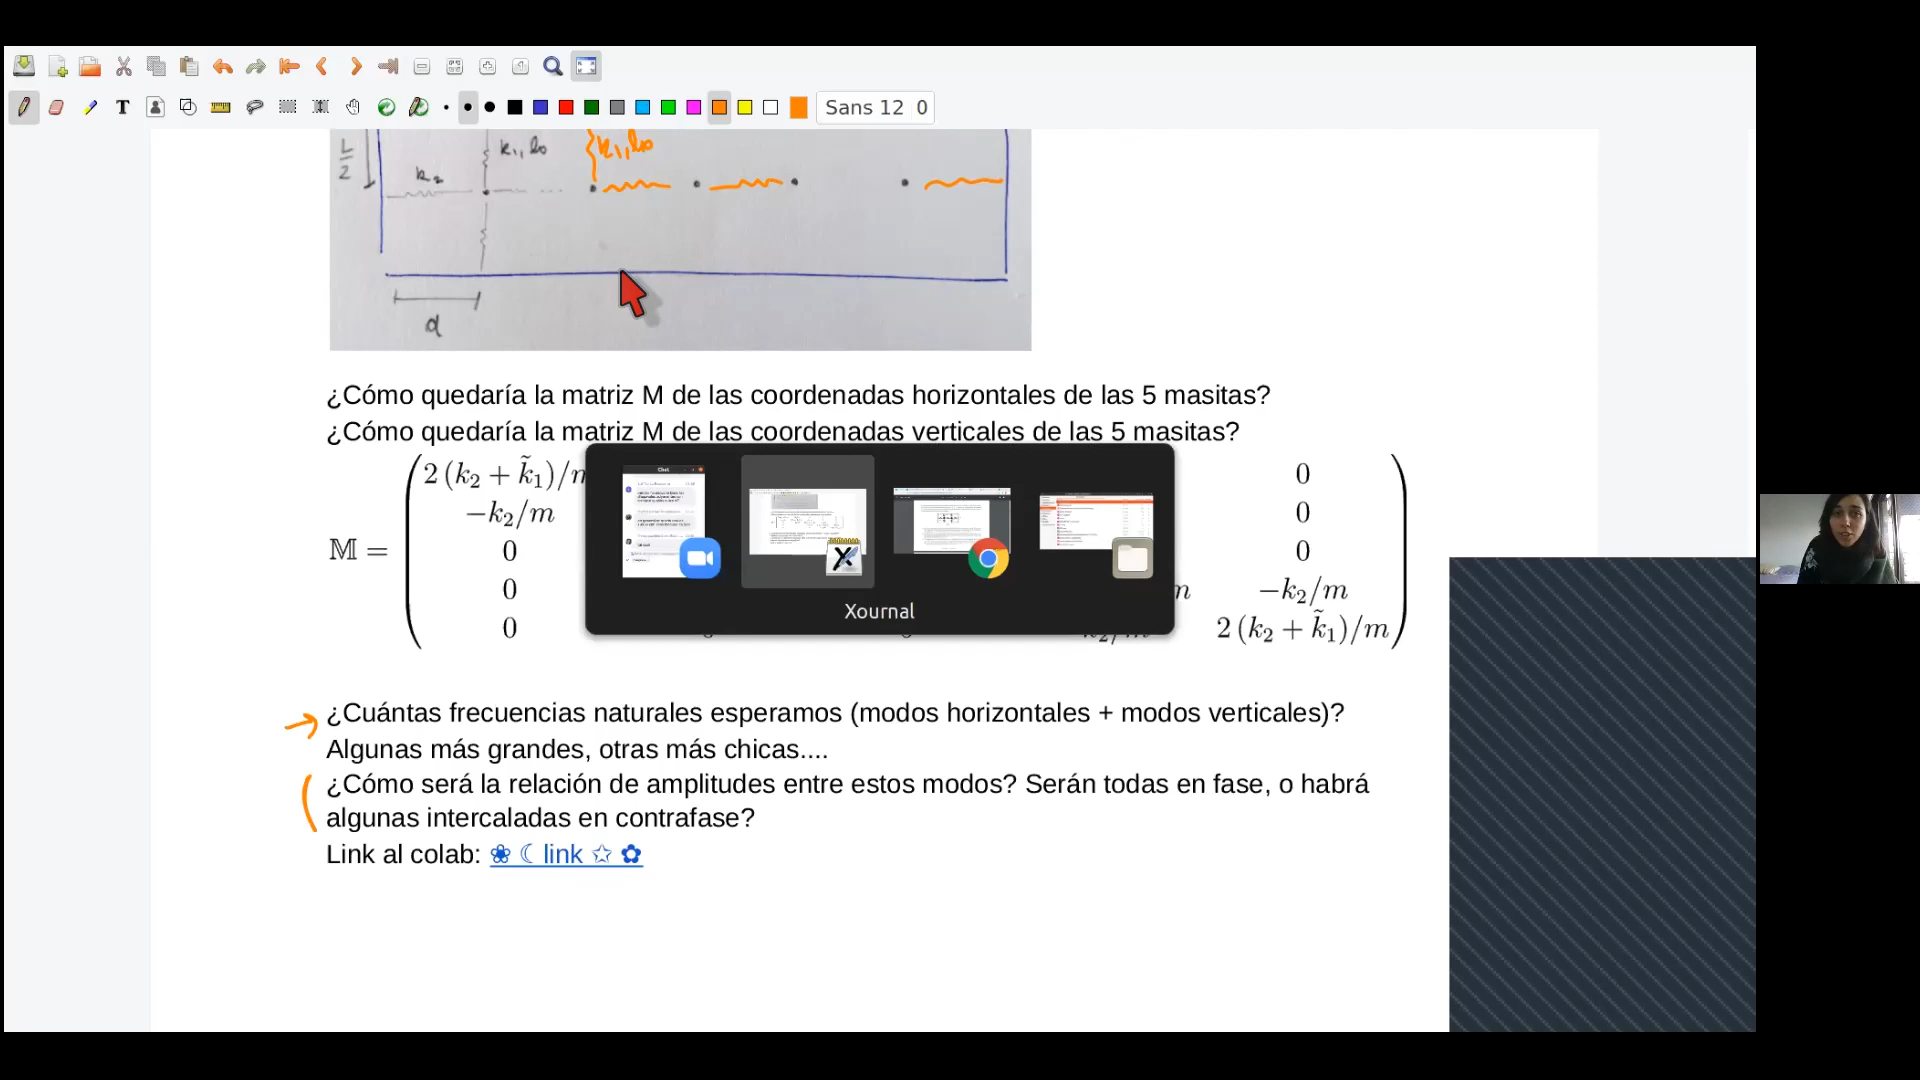 Sans 12 0
L/2
k₂
k₁, l₀
k₁, l₀
d
¿Cómo quedaría la matriz M de las coordenadas horizontales de las 5 masitas?
¿Cómo quedaría la matriz M de las coordenadas verticales de las 5 masitas?
2 (k₂ + k̃₁)/m 0
−k₂/m 0
𝕄 = 0 0
0 −k₂/m
0 2 (k₂ + k̃₁)/m
Xournal
¿Cuántas frecuencias naturales esperamos (modos horizontales + modos verticales)?
Algunas más grandes, otras más chicas....
¿Cómo será la relación de amplitudes entre estos modos? Serán todas en fase, o habrá
algunas intercaladas en contrafase?
Link al colab: ❀ ☾ link ☆ ✿